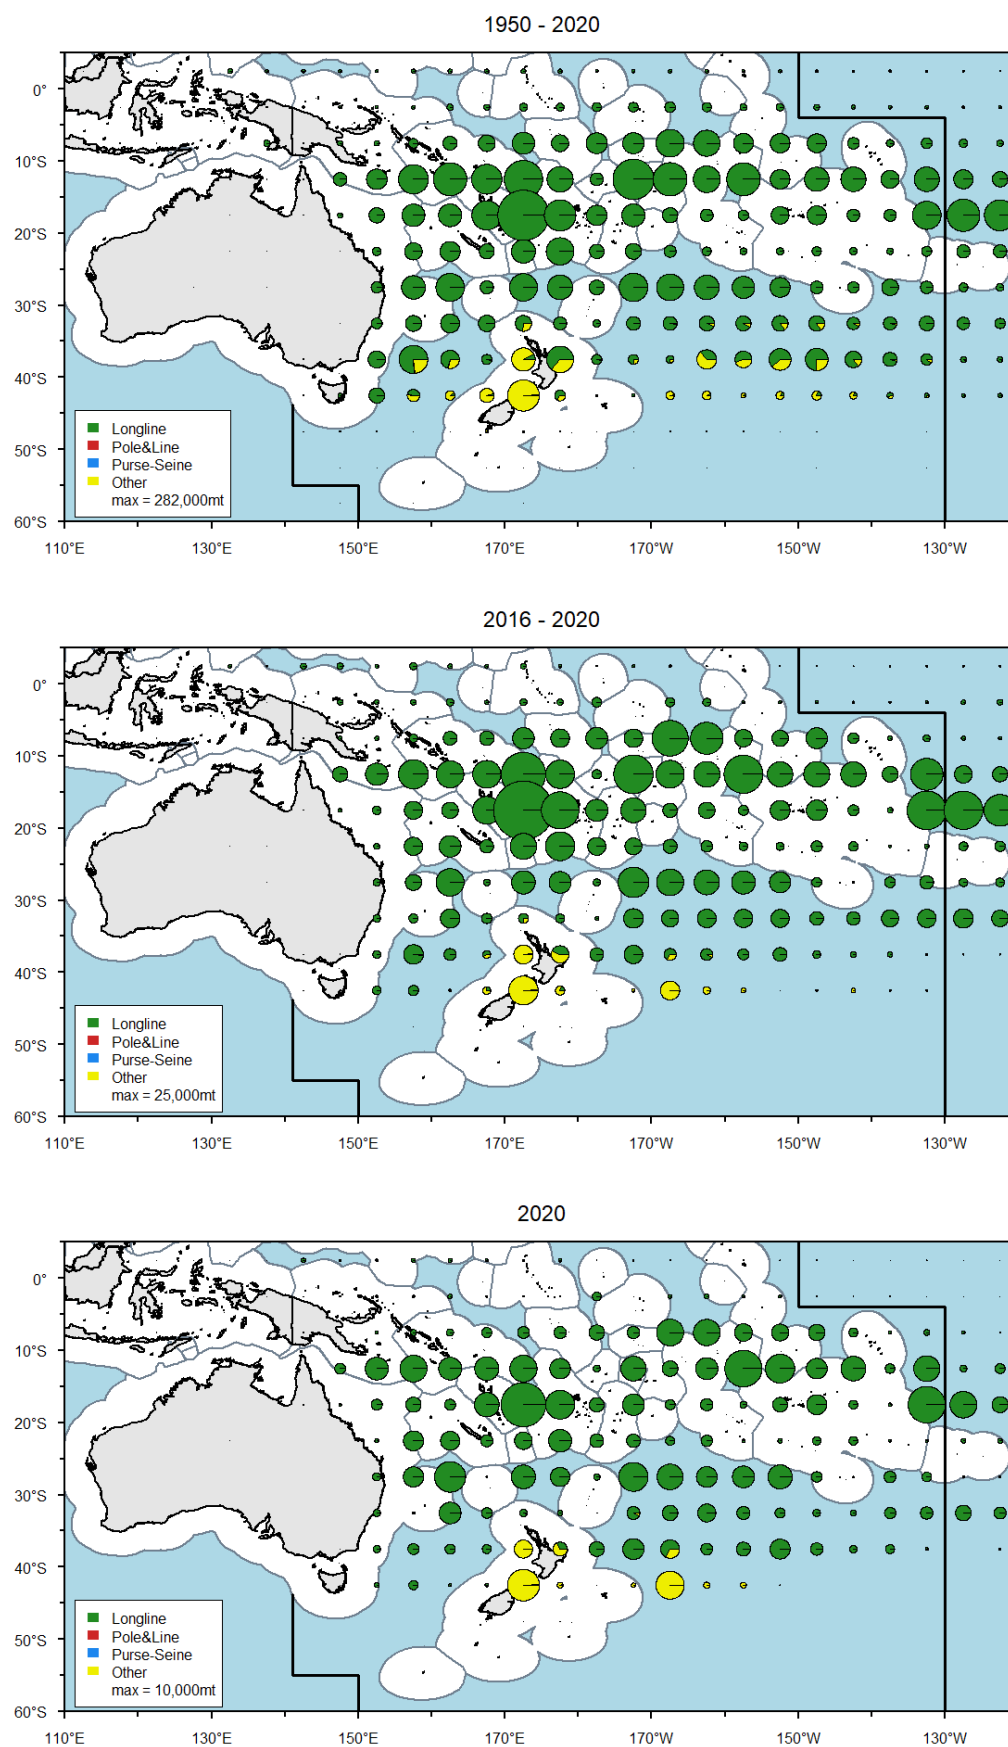 1950 - 2020
0°
10°S
20°S
30°S
40°S
50°S
60°S
Longline
Pole&Line
Purse-Seine
Other
max = 282,000mt
110°E 130°E 150°E 170°E 170°W 150°W 130°W
2016 - 2020
0°
10°S
20°S
30°S
40°S
50°S
60°S
Longline
Pole&Line
Purse-Seine
Other
max = 25,000mt
110°E 130°E 150°E 170°E 170°W 150°W 130°W
2020
0°
10°S
20°S
30°S
40°S
50°S
60°S
Longline
Pole&Line
Purse-Seine
Other
max = 10,000mt
110°E 130°E 150°E 170°E 170°W 150°W 130°W